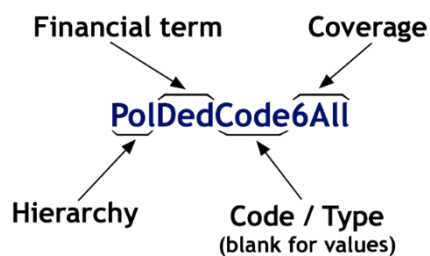 Financial term
Coverage
PolDedCode6All
Hierarchy
Code / Type
(blank for values)